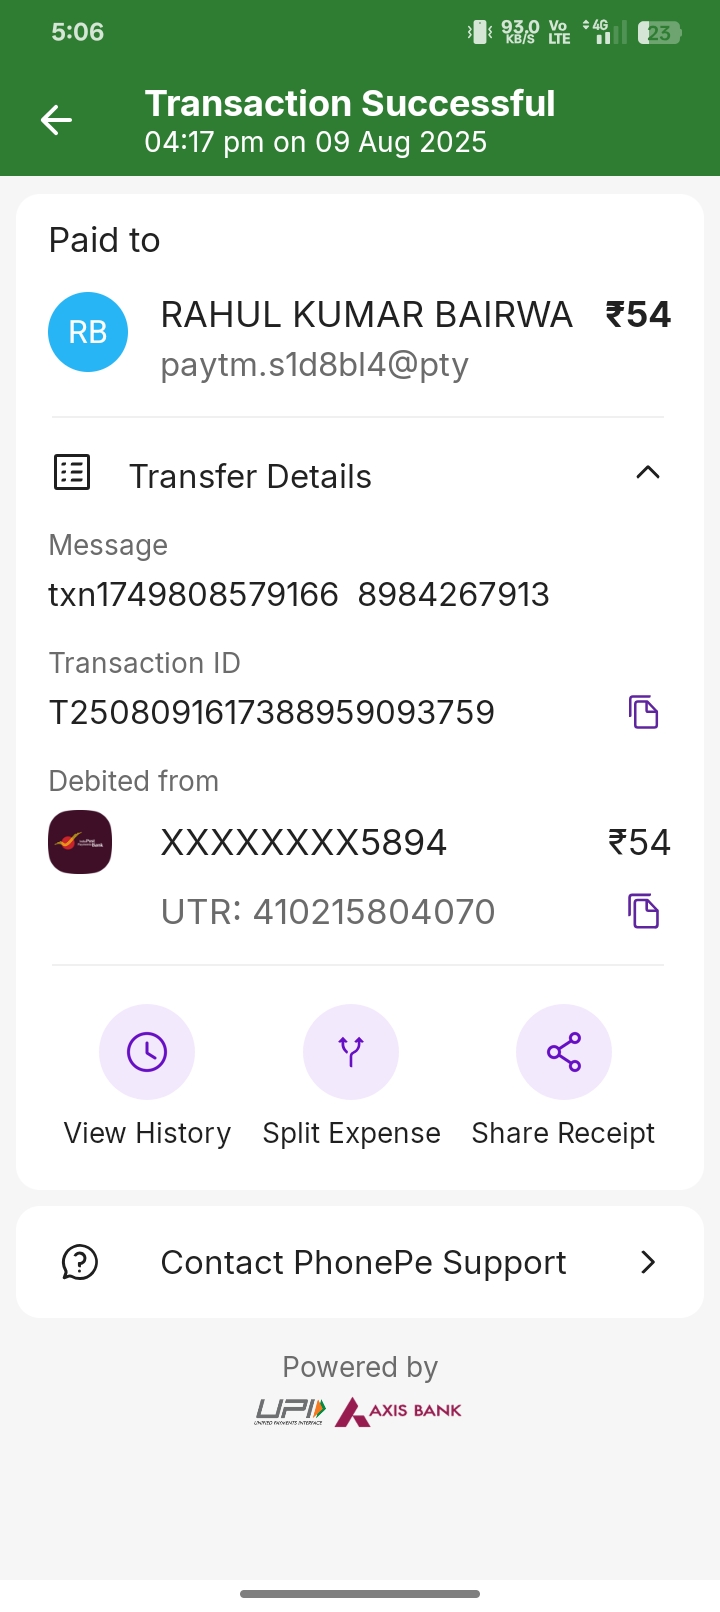 5:06
93.0 KB/S Vo LTE 4G 23
Transaction Successful
04:17 pm on 09 Aug 2025
Paid to
RB
RAHUL KUMAR BAIRWA ₹54
paytm.s1d8bl4@pty
Transfer Details
Message
txn1749808579166 8984267913
Transaction ID
T2508091617388959093759
Debited from
XXXXXXXX5894 ₹54
UTR: 410215804070
View History Split Expense Share Receipt
Contact PhonePe Support
Powered by
UPI AXIS BANK
UNIFIED PAYMENTS INTERFACE